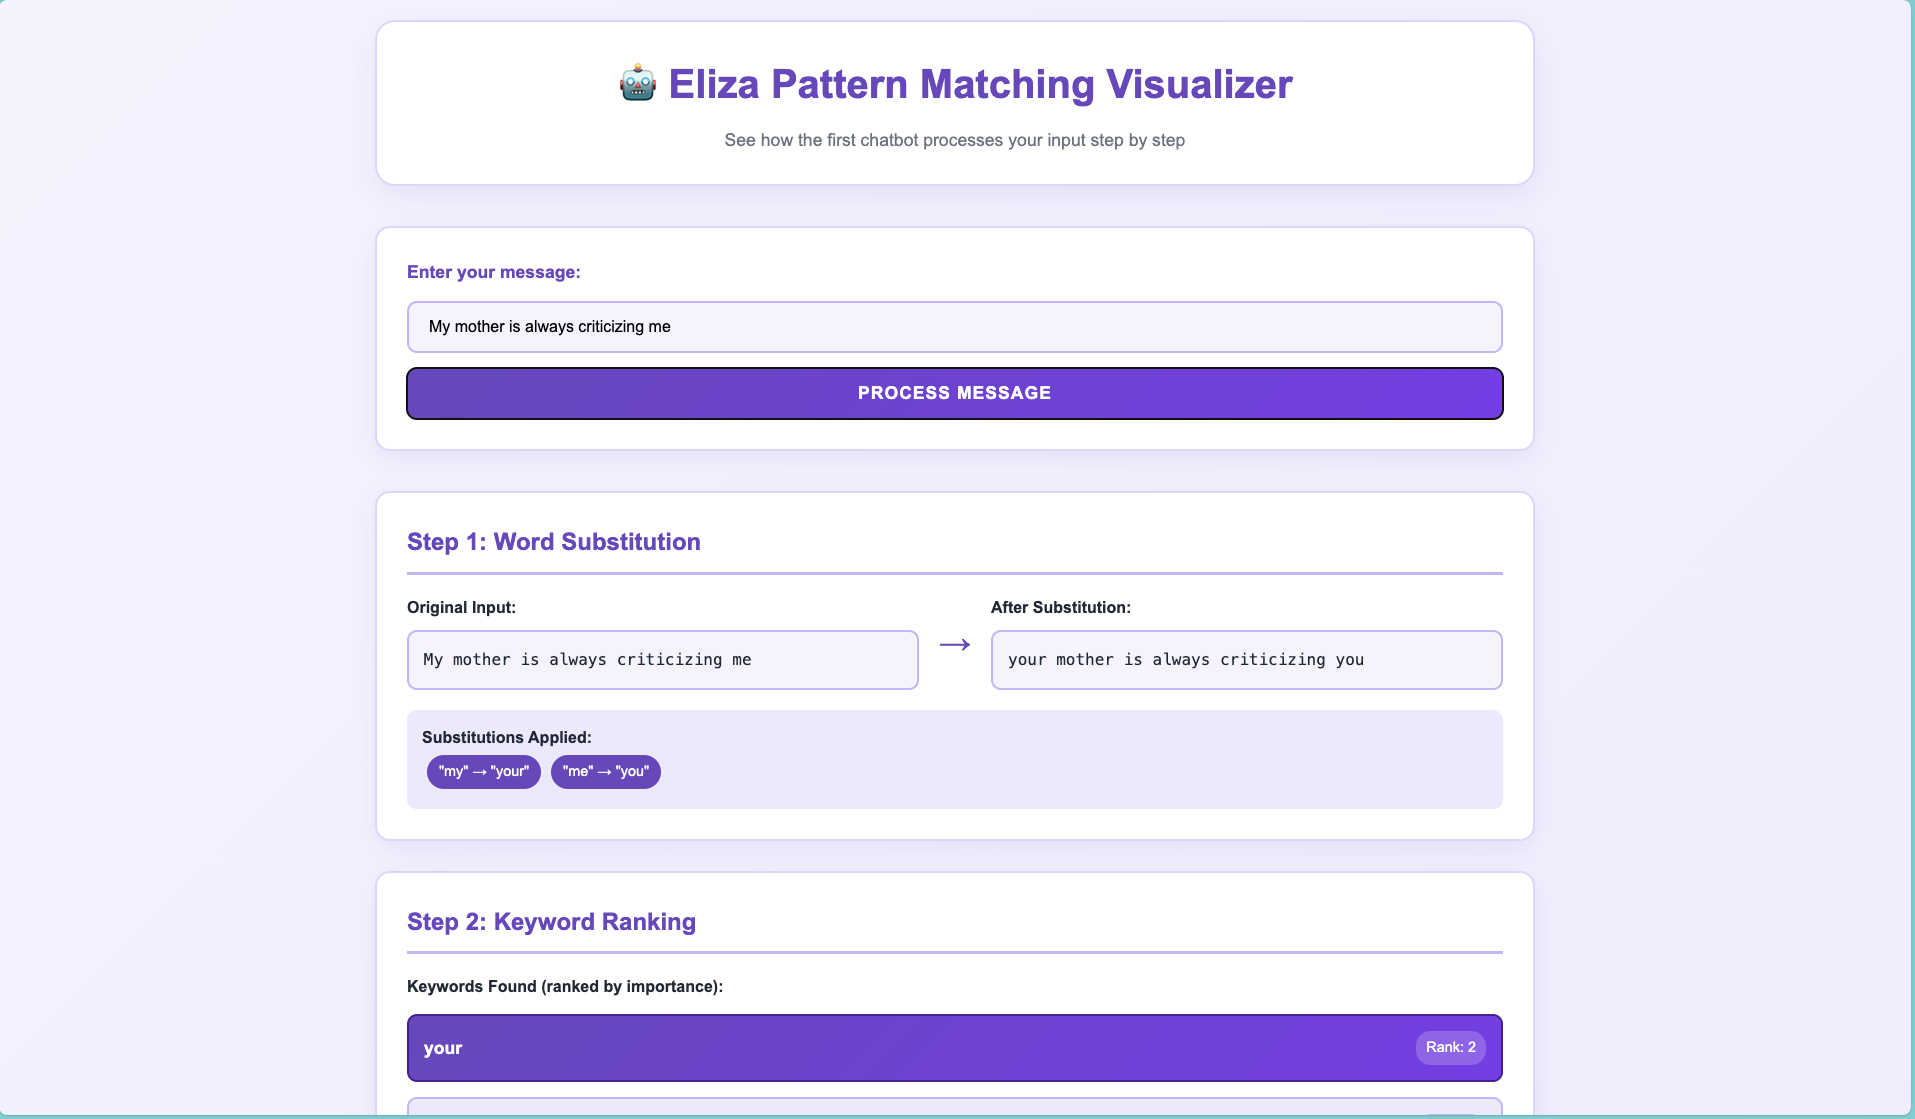 🤖 Eliza Pattern Matching Visualizer
See how the first chatbot processes your input step by step
Enter your message:
My mother is always criticizing me
PROCESS MESSAGE
Step 1: Word Substitution
Original Input:
My mother is always criticizing me
→
After Substitution:
your mother is always criticizing you
Substitutions Applied:
"my" → "your" "me" → "you"
Step 2: Keyword Ranking
Keywords Found (ranked by importance):
your Rank: 2